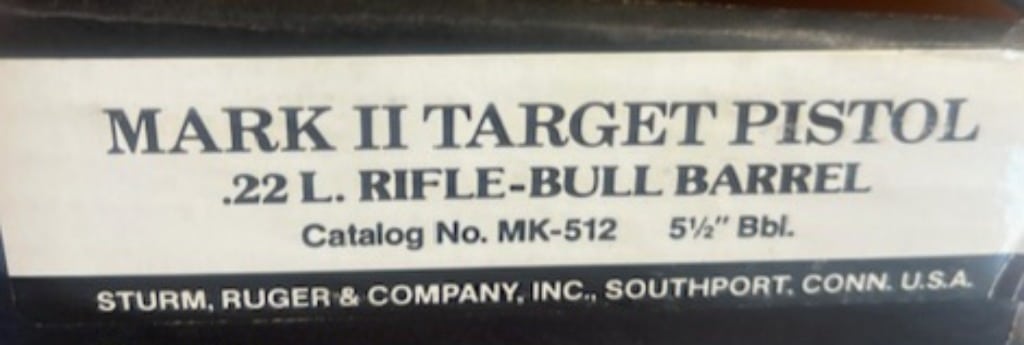 MARK II TARGET PISTOL
.22 L. RIFLE-BULL BARREL
Catalog No. MK-512 5½" Bbl.
STURM, RUGER & COMPANY, INC., SOUTHPORT, CONN. U.S.A.